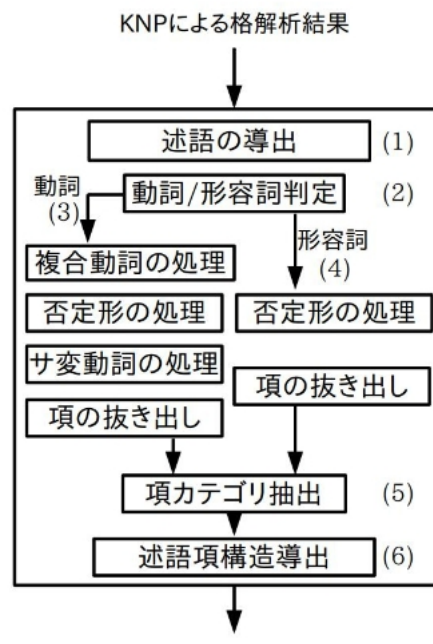 KNPによる格解析結果
述語の導出 (1)
動詞/形容詞判定 (2)
動詞
(3)
形容詞
(4)
複合動詞の処理
否定形の処理
否定形の処理
サ変動詞の処理
項の抜き出し
項の抜き出し
項カテゴリ抽出 (5)
述語項構造導出 (6)